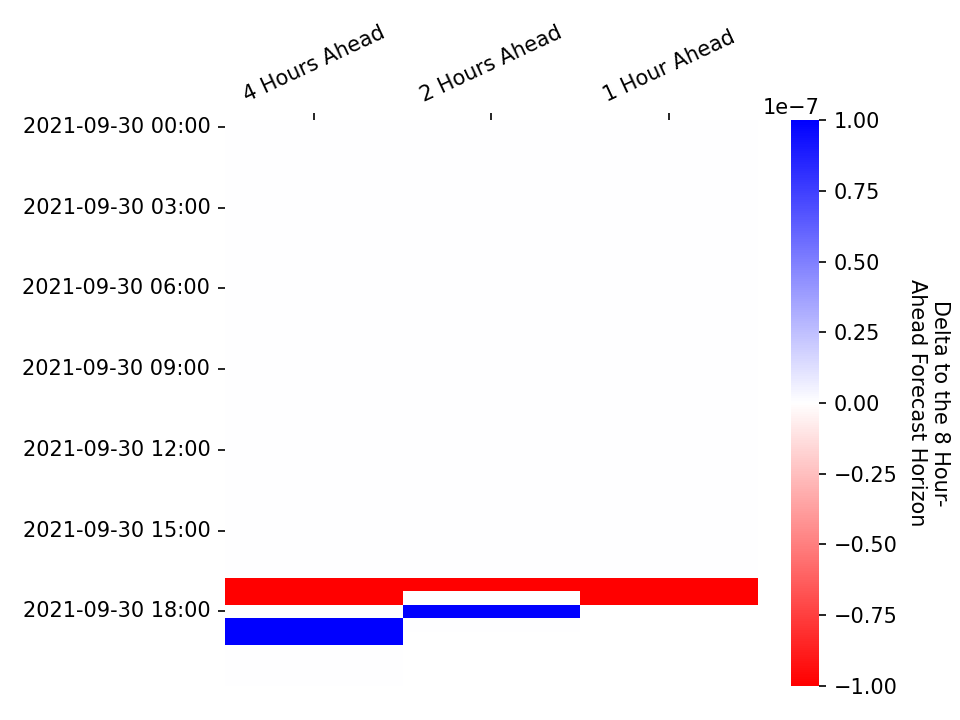 4 Hours Ahead
2 Hours Ahead
1 Hour Ahead
1e−7
2021-09-30 00:00
2021-09-30 03:00
2021-09-30 06:00
2021-09-30 09:00
2021-09-30 12:00
2021-09-30 15:00
2021-09-30 18:00
1.00
0.75
0.50
0.25
0.00
−0.25
−0.50
−0.75
−1.00
Delta to the 8 Hour-
Ahead Forecast Horizon